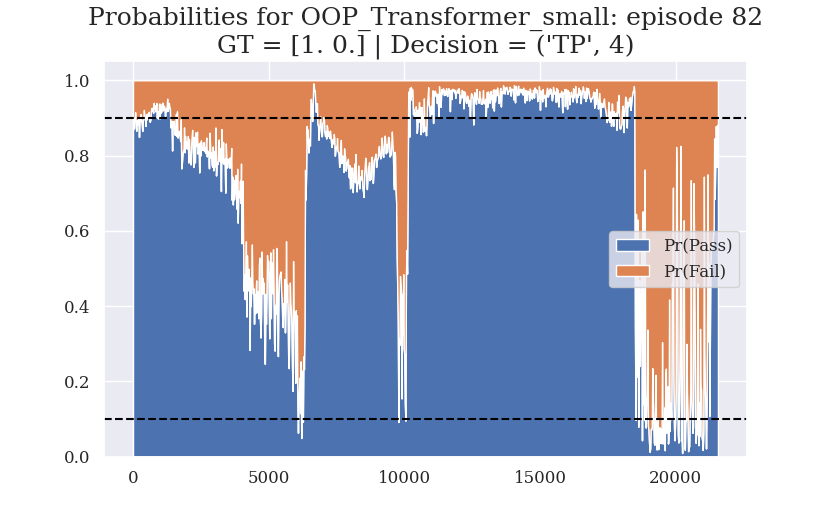 Probabilities for OOP_Transformer_small: episode 82
GT = [1. 0.] | Decision = ('TP', 4)
1.0
0.8
0.6
0.4
0.2
0.0
Pr(Pass)
Pr(Fail)
0 5000 10000 15000 20000